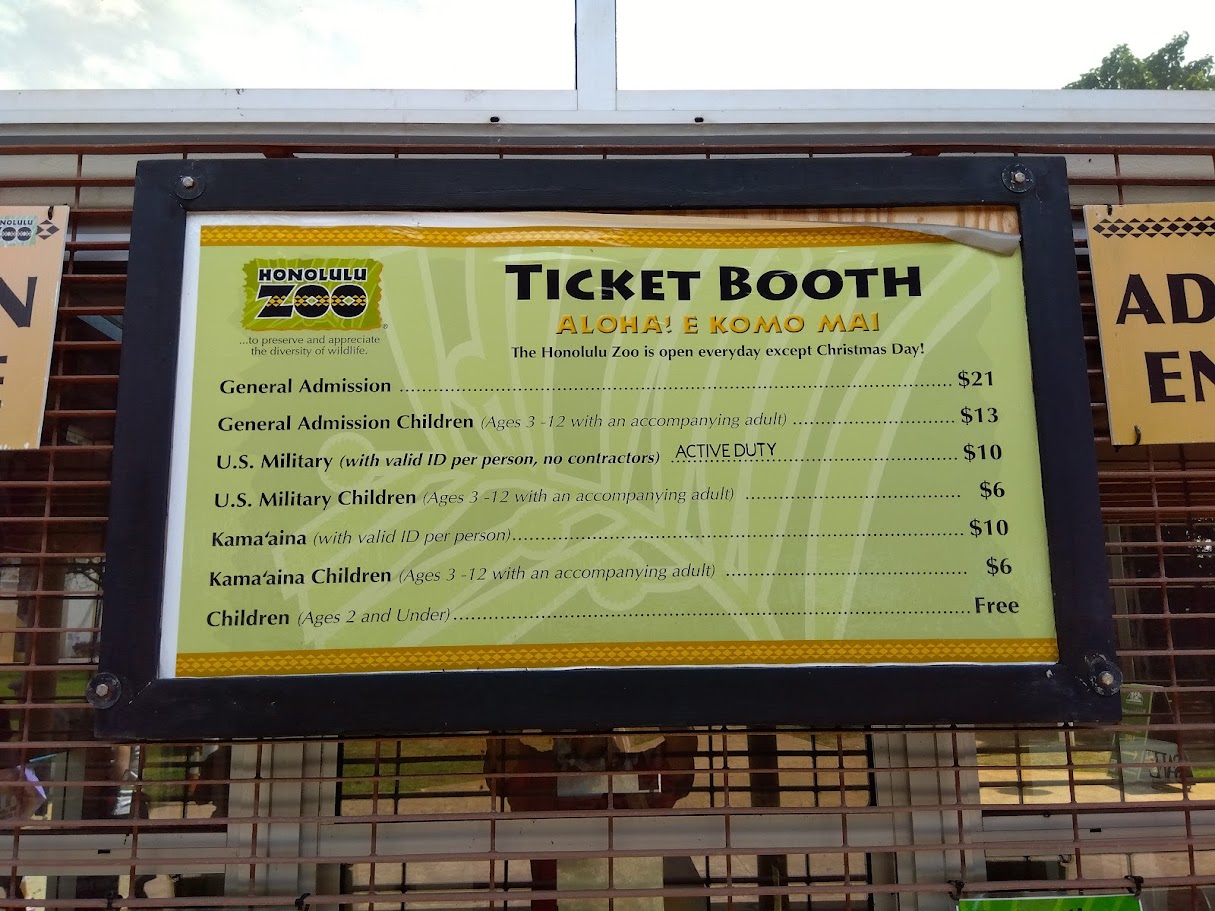 HONOLULU
ZOO
...to preserve and appreciate
the diversity of wildlife.
TICKET BOOTH
ALOHA! E KOMO MAI
The Honolulu Zoo is open everyday except Christmas Day!
General Admission ........ $21
General Admission Children (Ages 3 -12 with an accompanying adult) ........ $13
U.S. Military (with valid ID per person, no contractors) ACTIVE DUTY ........ $10
U.S. Military Children (Ages 3 -12 with an accompanying adult) ........ $6
Kama‘aina (with valid ID per person) ........ $10
Kama‘aina Children (Ages 3 -12 with an accompanying adult) ........ $6
Children (Ages 2 and Under) ........ Free
NOLULU
ZOO
N
E
AD
EN